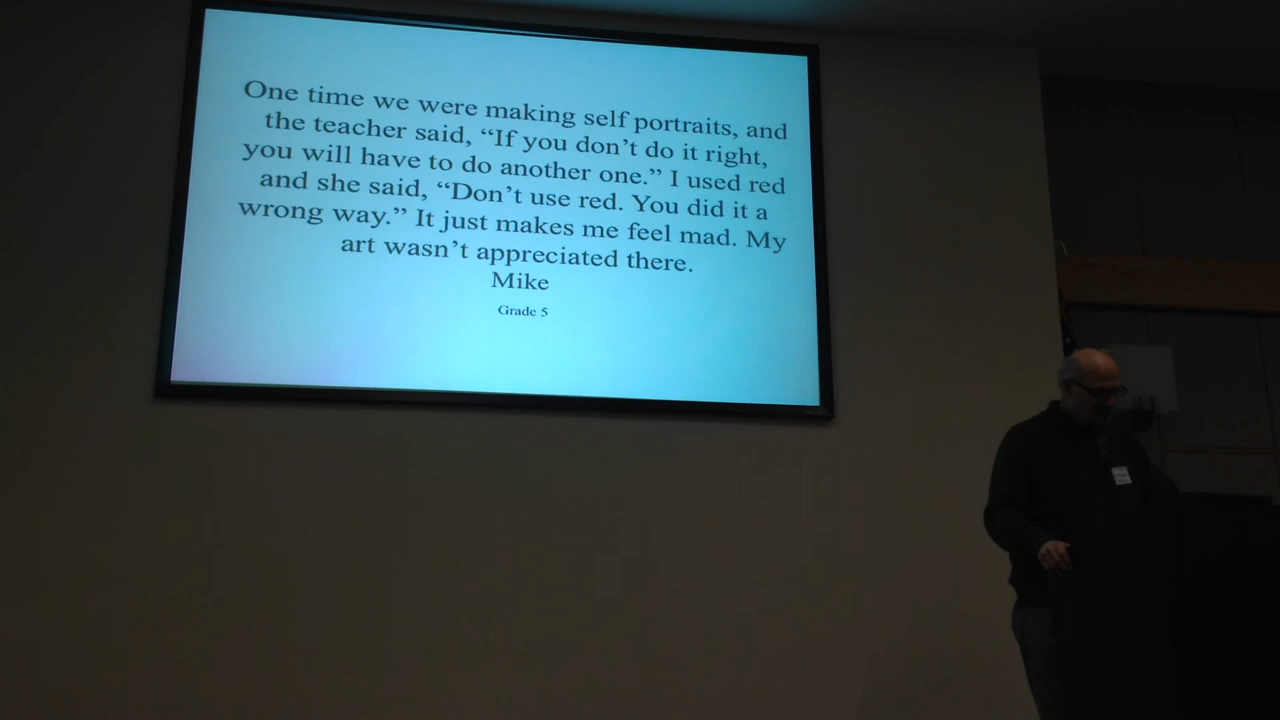 One time we were making self portraits, and
the teacher said, “If you don’t do it right,
you will have to do another one.” I used red
and she said, “Don’t use red. You did it a
wrong way.” It just makes me feel mad. My
art wasn’t appreciated there.
Mike
Grade 5